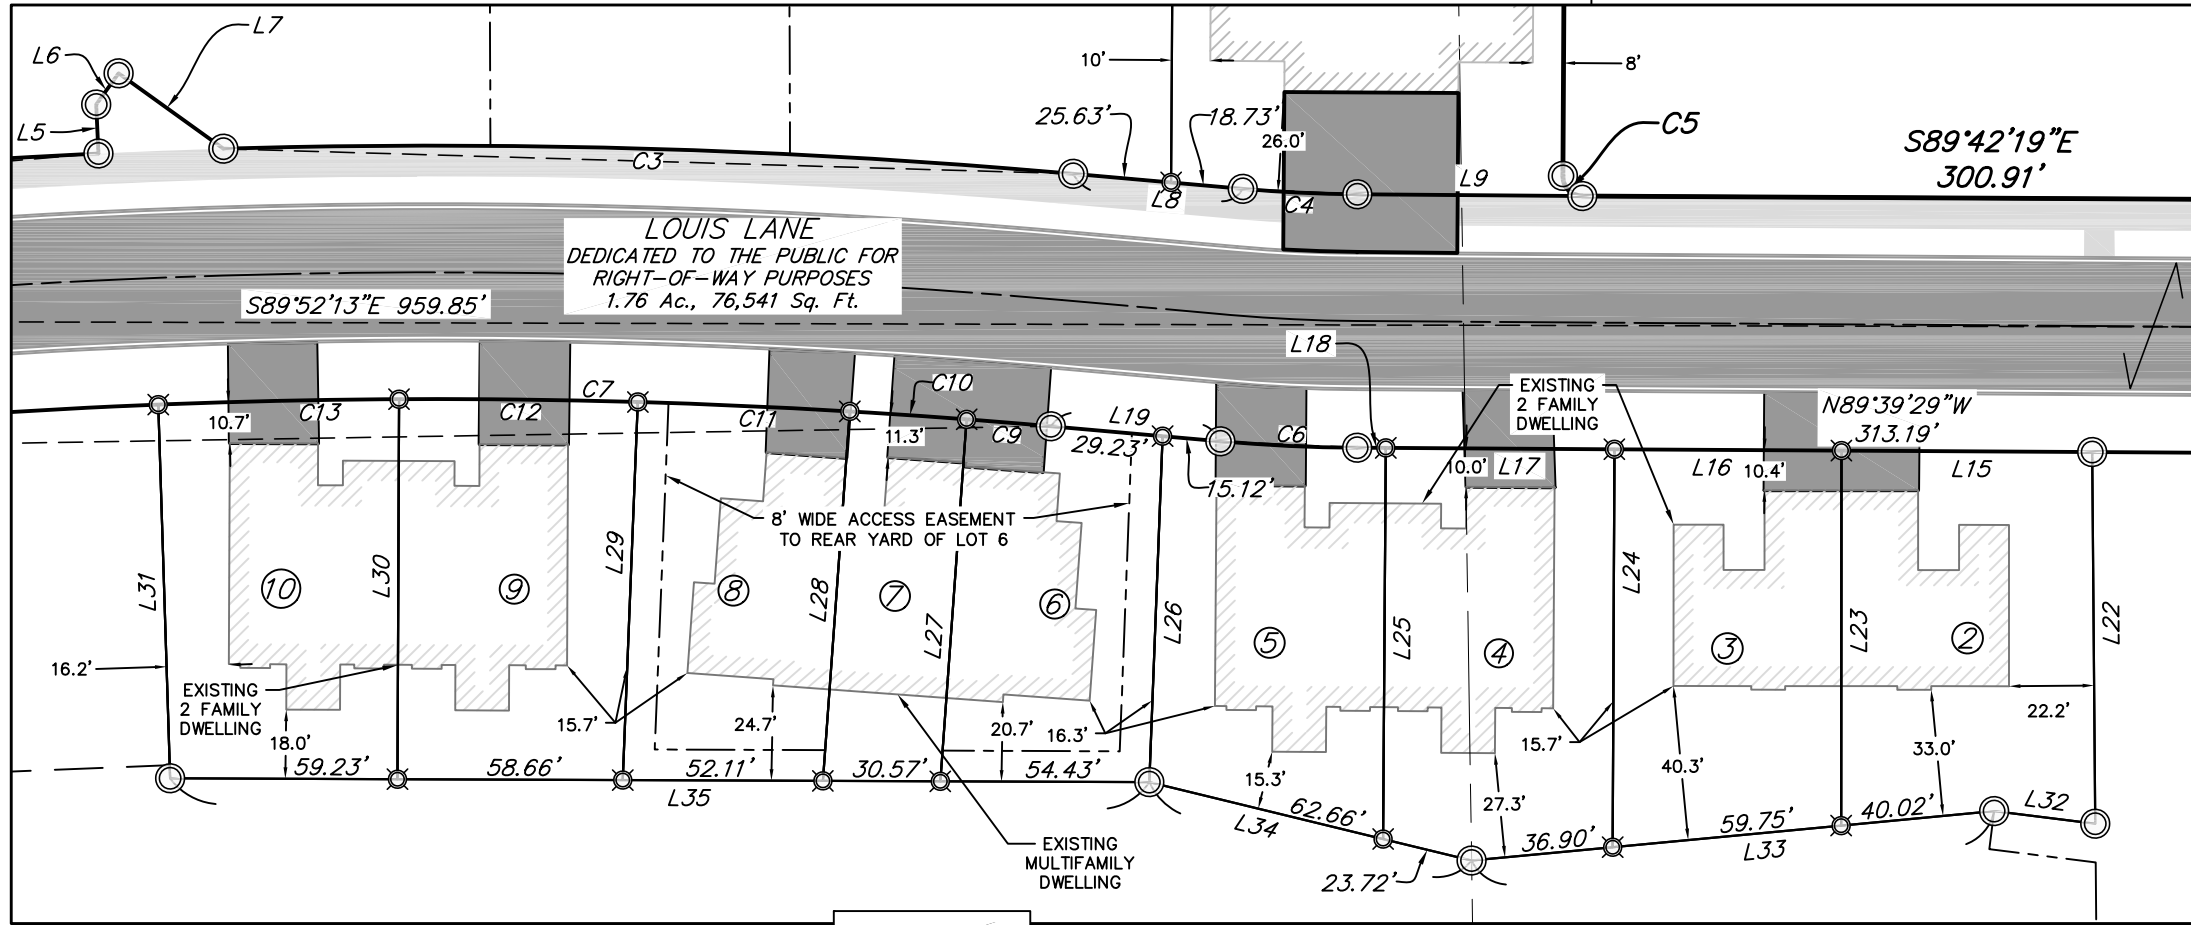 L7
L6
L5
10'
8'
25.63'
18.73'
26.0'
C5
S89°42'19"E
300.91'
C3
L8
C4
L9
LOUIS LANE
DEDICATED TO THE PUBLIC FOR
RIGHT-OF-WAY PURPOSES
1.76 Ac., 76,541 Sq. Ft.
S89°52'13"E 959.85'
L18
EXISTING
2 FAMILY
DWELLING
N89°39'29"W
313.19'
10.7'
C13
C12
C7
C11
C10
11.3'
C9
L19
29.23'
15.12'
C6
10.0'
L17
L16
10.4'
L15
8' WIDE ACCESS EASEMENT
TO REAR YARD OF LOT 6
L31
10
L30
9
L29
8
L28
7
L27
6
L26
5
L25
4
L24
3
L23
2
L22
16.2'
EXISTING
2 FAMILY
DWELLING
18.0'
15.7'
24.7'
20.7'
16.3'
15.3'
27.3'
15.7'
40.3'
33.0'
22.2'
59.23'
58.66'
52.11'
30.57'
54.43'
L35
62.66'
L34
23.72'
36.90'
59.75'
L33
40.02'
L32
EXISTING
MULTIFAMILY
DWELLING